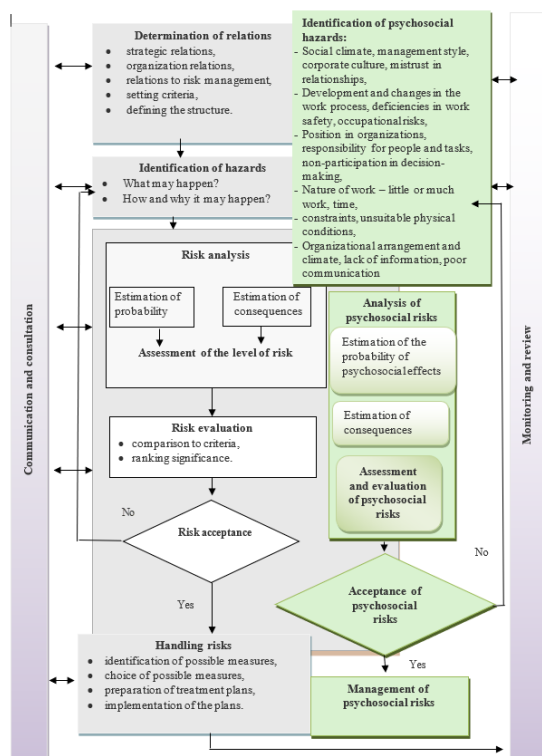 Determination of relations
• strategic relations,
• organization relations,
• relations to risk management,
• setting criteria,
• defining the structure.
Identification of hazards
• What may happen?
• How and why it may happen?
Identification of psychosocial
hazards:
- Social climate, management style,
corporate culture, mistrust in
relationships,
- Development and changes in the
work process, deficiencies in work
safety, occupational risks,
- Position in organizations,
responsibility for people and tasks,
non-participation in decision-
making,
- Nature of work – little or much
work, time,
- constraints, unsuitable physical
conditions,
- Organizational arrangement and
climate, lack of information, poor
communication
Risk analysis
Estimation of
probability
Estimation of
consequences
Assessment of the level of risk
Risk evaluation
• comparison to criteria,
• ranking significance.
No
Risk acceptance
Yes
Handling risks
• identification of possible measures,
• choice of possible measures,
• preparation of treatment plans,
• implementation of the plans.
Analysis of
psychosocial risks
Estimation of the
probability of
psychosocial effects
Estimation of
consequences
Assessment
and evaluation
of psychosocial
risks
No
Acceptance of
psychosocial
risks
Yes
Management of
psychosocial risks
Communication and consultation
Monitoring and review